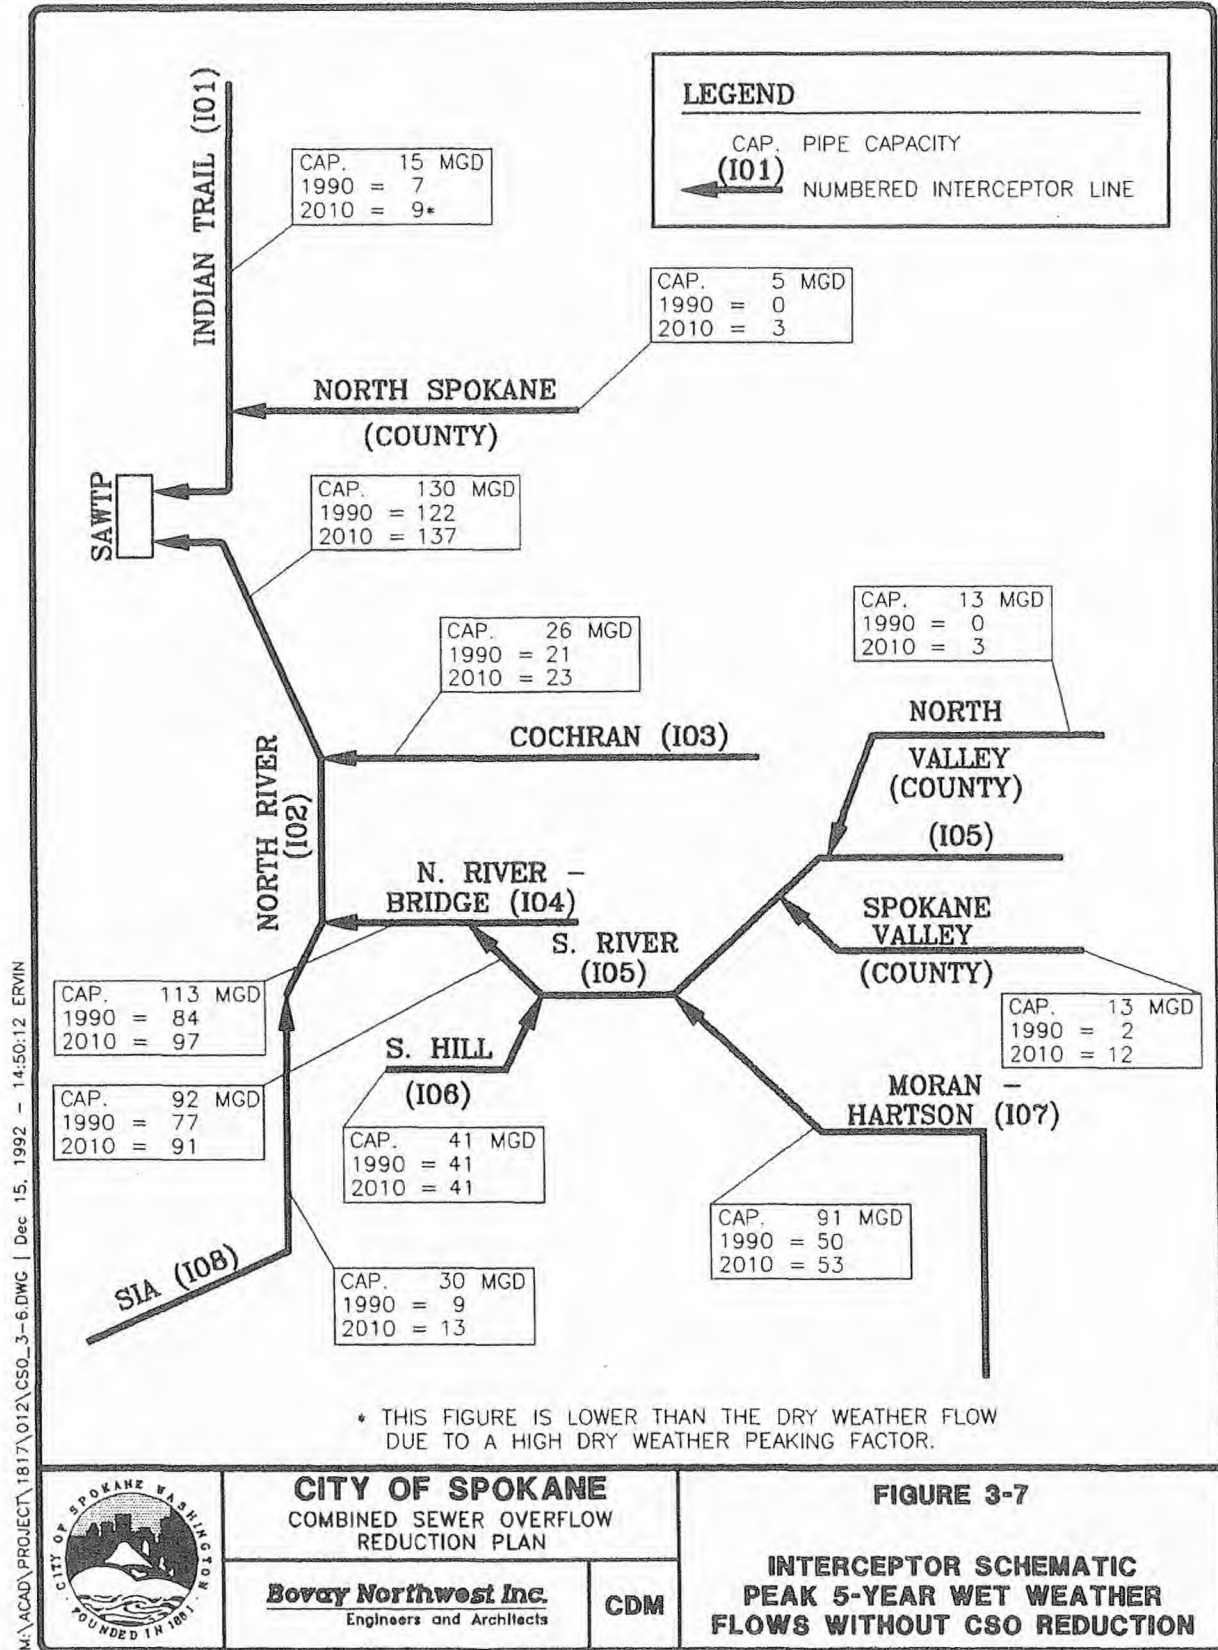 INDIAN TRAIL (I01)
LEGEND
CAP. PIPE CAPACITY
(I01)
NUMBERED INTERCEPTOR LINE
CAP. 15 MGD
1990 = 7
2010 = 9*
CAP. 5 MGD
1990 = 0
2010 = 3
NORTH SPOKANE
(COUNTY)
SAWTP
CAP. 130 MGD
1990 = 122
2010 = 137
CAP. 26 MGD
1990 = 21
2010 = 23
CAP. 13 MGD
1990 = 0
2010 = 3
COCHRAN (I03)
NORTH
VALLEY
(COUNTY)
NORTH RIVER
(I02)
(I05)
N. RIVER -
BRIDGE (I04)
S. RIVER
(I05)
SPOKANE
VALLEY
(COUNTY)
CAP. 113 MGD
1990 = 84
2010 = 97
CAP. 13 MGD
1990 = 2
2010 = 12
S. HILL
(I06)
CAP. 92 MGD
1990 = 77
2010 = 91
MORAN -
HARTSON (I07)
CAP. 41 MGD
1990 = 41
2010 = 41
CAP. 91 MGD
1990 = 50
2010 = 53
SIA (I08)
CAP. 30 MGD
1990 = 9
2010 = 13
* THIS FIGURE IS LOWER THAN THE DRY WEATHER FLOW
DUE TO A HIGH DRY WEATHER PEAKING FACTOR.
M:\ACAD\PROJECT\1817\012\CSO_3-6.DWG | Dec 15, 1992 - 14:50:12 ERVIN
CITY OF SPOKANE WASHINGTON
FOUNDED IN 1881
CITY OF SPOKANE
COMBINED SEWER OVERFLOW
REDUCTION PLAN
Bovay Northwest Inc.
Engineers and Architects
CDM
FIGURE 3-7
INTERCEPTOR SCHEMATIC
PEAK 5-YEAR WET WEATHER
FLOWS WITHOUT CSO REDUCTION